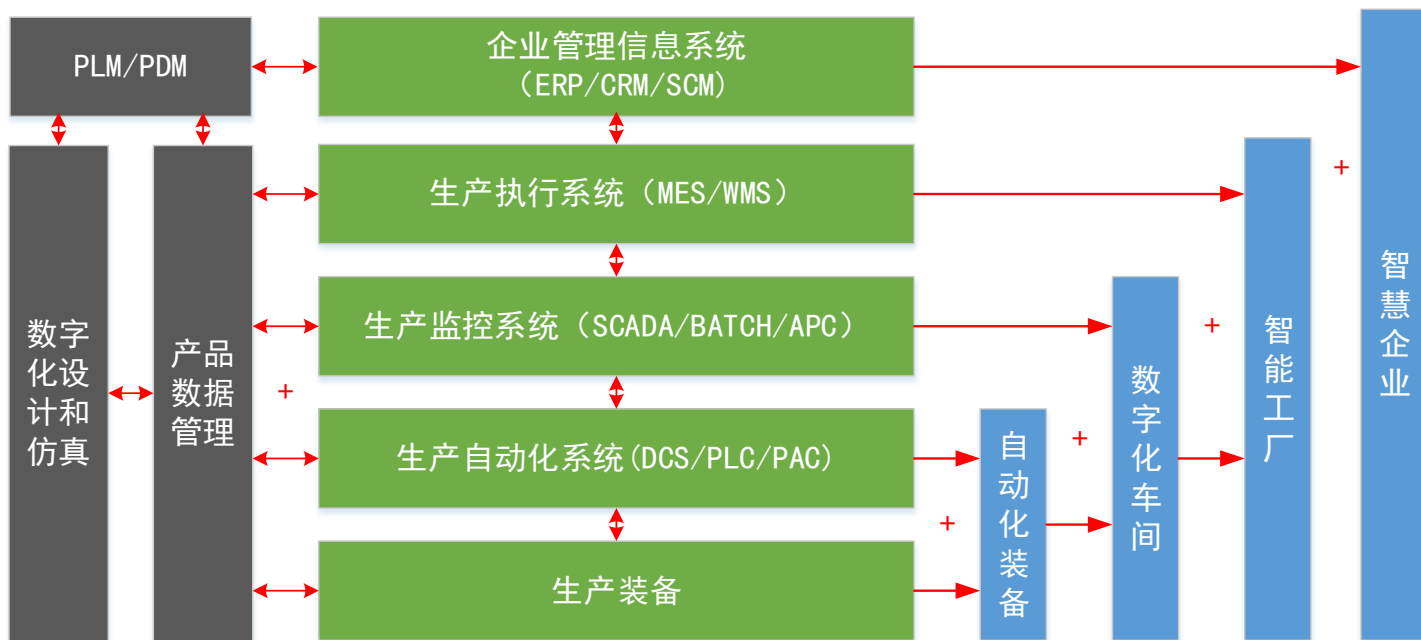 PLM/PDM
企业管理信息系统
（ERP/CRM/SCM)
生产执行系统（MES/WMS）
生产监控系统（SCADA/BATCH/APC）
生产自动化系统(DCS/PLC/PAC)
生产装备
数字
化设
计和
仿真
产品
数据
管理
+
+
自动化装备
+
数字化车间
+
智能工厂
+
智慧企业